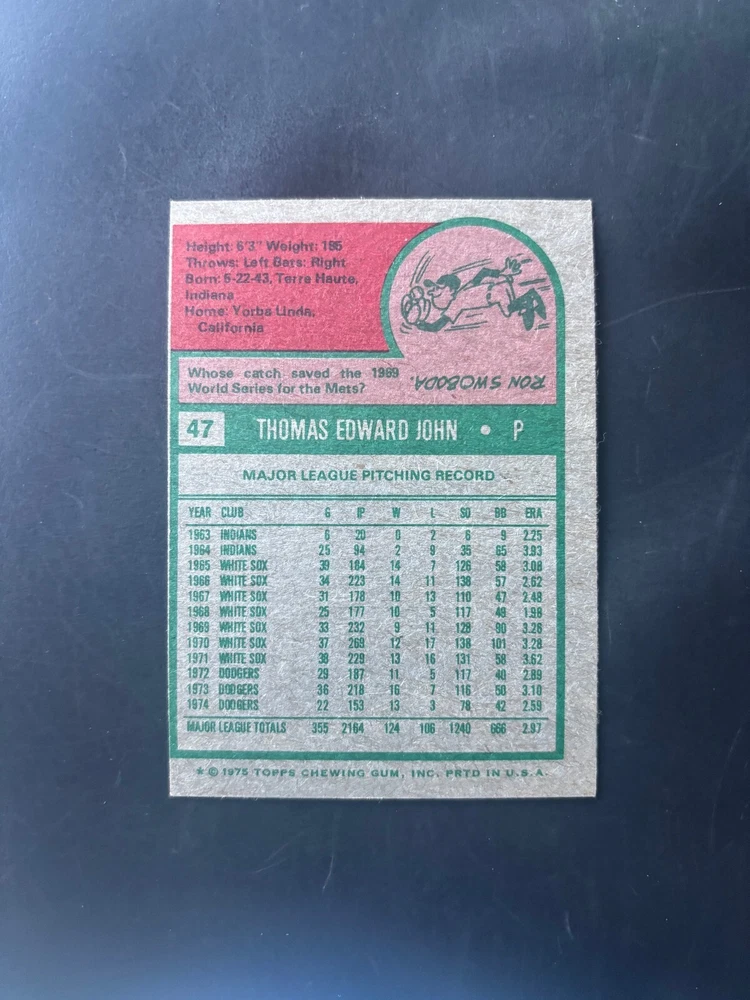 Height: 6'3" Weight: 185
Throws: Left Bats: Right
Born: 5-22-43, Terre Haute,
Indiana
Home: Yorba Linda,
California
Whose catch saved the 1969
World Series for the Mets?
RON SWOBODA.
47 THOMAS EDWARD JOHN • P
MAJOR LEAGUE PITCHING RECORD
YEAR CLUB G IP W L SO BB ERA
1963 INDIANS 6 20 0 2 6 9 2.25
1964 INDIANS 25 94 2 9 35 65 3.93
1965 WHITE SOX 39 184 14 7 126 58 3.08
1966 WHITE SOX 34 223 14 11 138 57 2.62
1967 WHITE SOX 31 178 10 13 110 47 2.48
1968 WHITE SOX 25 177 10 5 117 49 1.98
1969 WHITE SOX 33 232 9 11 128 90 3.26
1970 WHITE SOX 37 269 12 17 138 101 3.28
1971 WHITE SOX 38 229 13 16 131 58 3.62
1972 DODGERS 29 187 11 5 117 40 2.89
1973 DODGERS 36 218 16 7 116 50 3.10
1974 DODGERS 22 153 13 3 78 42 2.59
MAJOR LEAGUE TOTALS 355 2164 124 106 1240 666 2.97
* © 1975 TOPPS CHEWING GUM, INC. PRTD IN U.S.A.